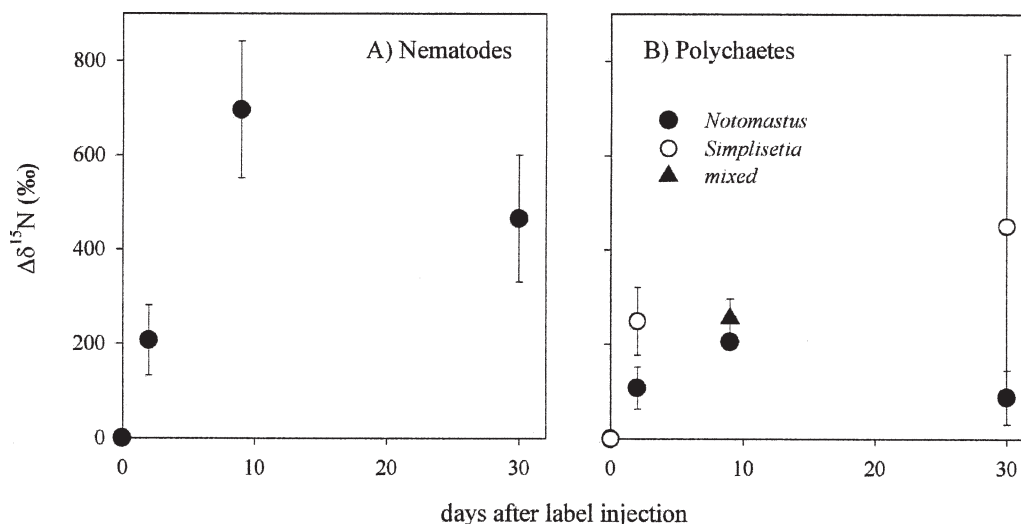 A) Nematodes
B) Polychaetes
Notomastus
Simplisetia
mixed
Δδ¹⁵N (‰)
800
600
400
200
0
0 10 20 30
0 10 20 30
days after label injection